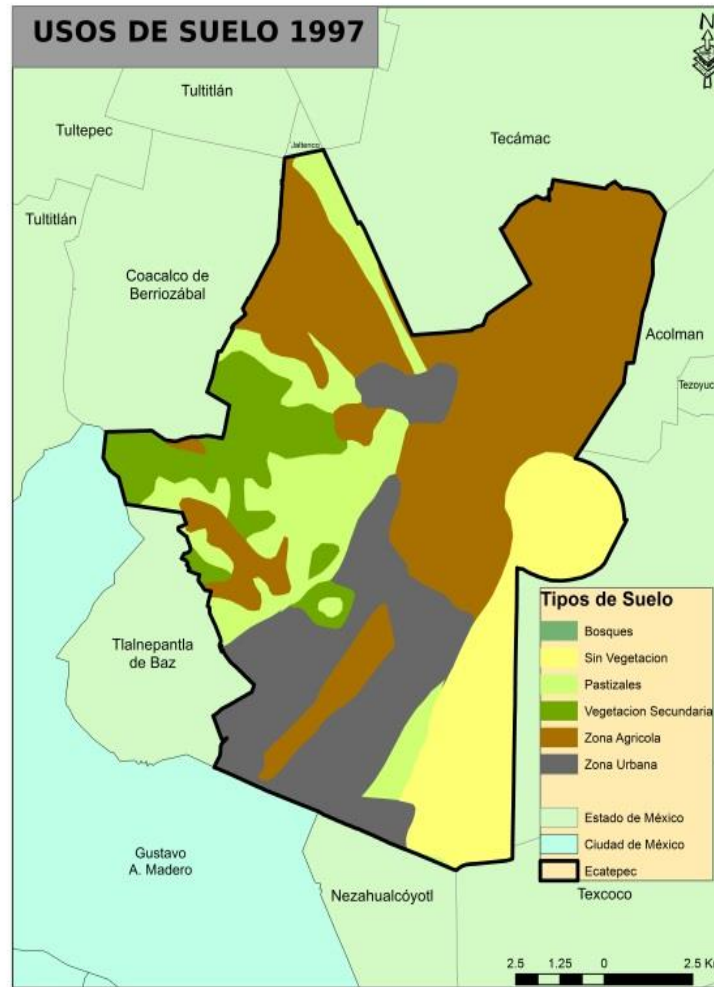 USOS DE SUELO 1997
N
Tultitlán
Tultepec
Jaltenco
Tecámac
Tultitlán
Coacalco de
Berriozábal
Acolman
Tezoyuca
Tlalnepantla
de Baz
Gustavo
A. Madero
Nezahualcóyotl
Texcoco
Tipos de Suelo
Bosques
Sin Vegetacion
Pastizales
Vegetacion Secundaria
Zona Agricola
Zona Urbana
Estado de México
Ciudad de México
Ecatepec
2.5 1.25 0 2.5 Km